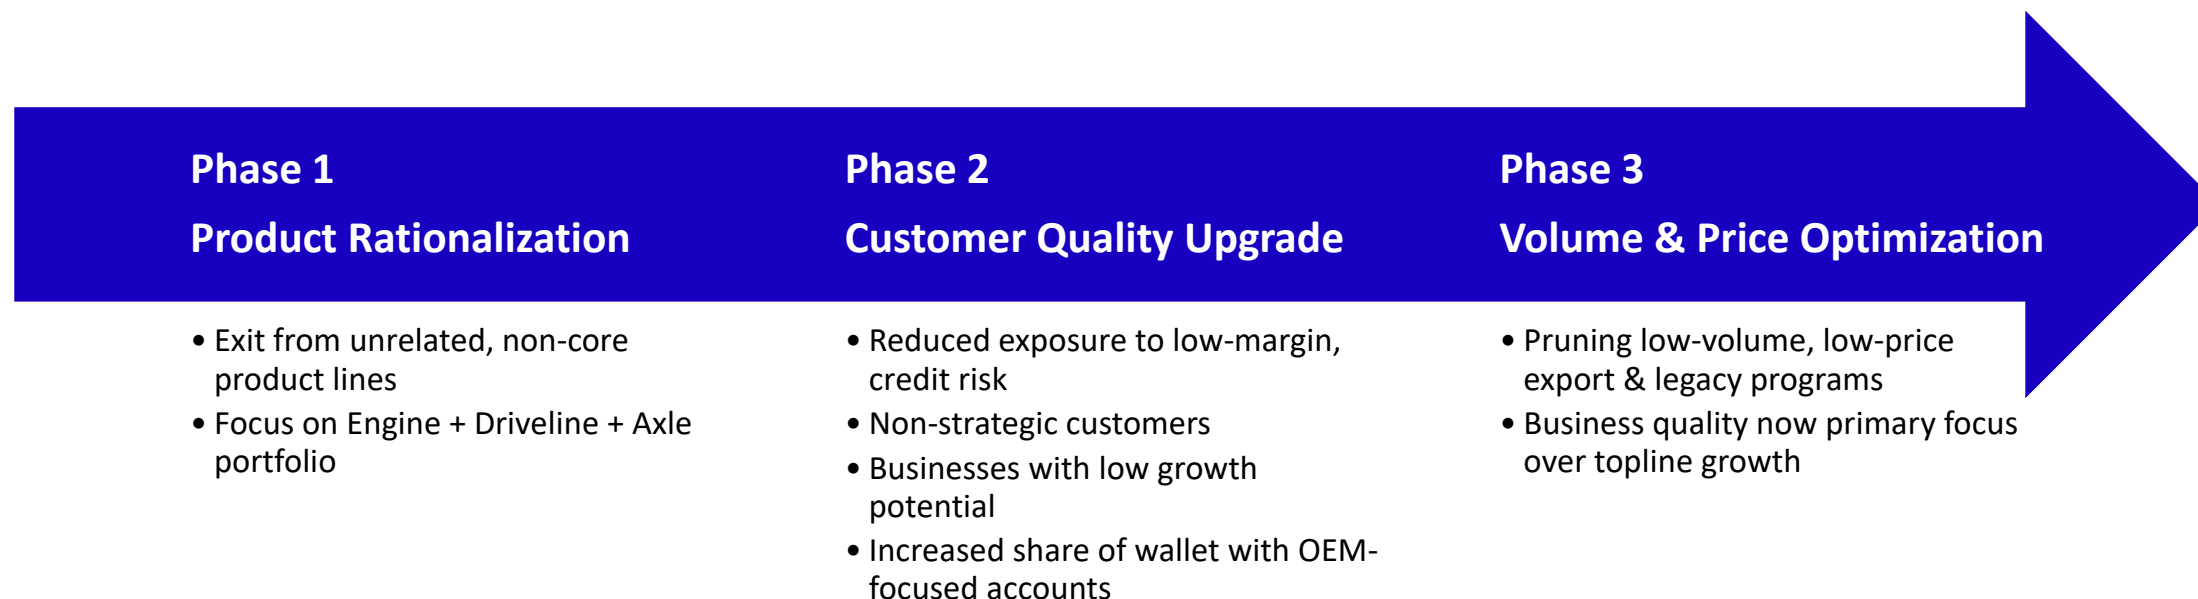 Phase 1
Product Rationalization
• Exit from unrelated, non-core
product lines
• Focus on Engine + Driveline + Axle
portfolio
Phase 2
Customer Quality Upgrade
• Reduced exposure to low-margin,
credit risk
• Non-strategic customers
• Businesses with low growth
potential
• Increased share of wallet with OEM-
focused accounts
Phase 3
Volume & Price Optimization
• Pruning low-volume, low-price
export & legacy programs
• Business quality now primary focus
over topline growth